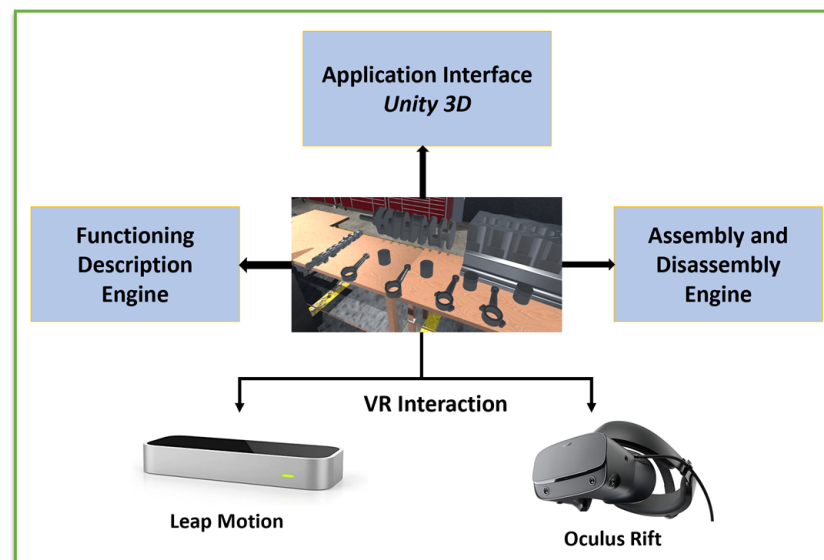 Application Interface
Unity 3D
Functioning
Description
Engine
Assembly and
Disassembly
Engine
VR Interaction
Leap Motion
Oculus Rift